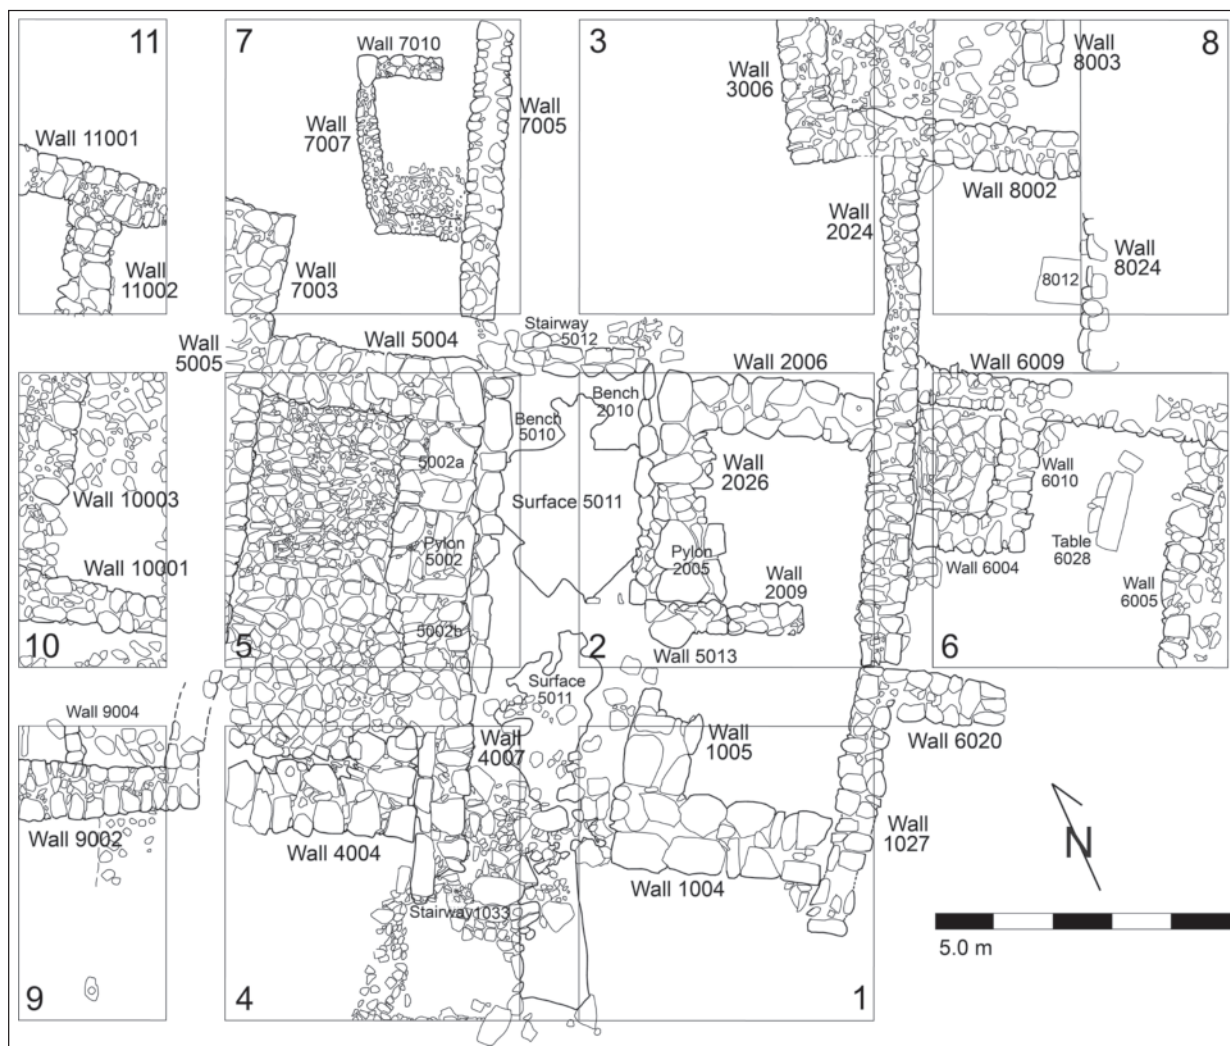 11
7
3
8
Wall 7010
Wall
7007
Wall
7005
Wall
3006
Wall
8003
Wall 11001
Wall
11002
Wall
7003
Wall 8002
Wall
2024
8012
Wall
8024
Wall
5005
Wall 5004
Stairway
5012
Wall 2006
Wall 6009
Bench
5010
Bench
2010
5002a
Wall
2026
Surface 5011
Wall 10003
Wall
6010
Pylon
5002
Pylon
2005
Table
6028
Wall 10001
Wall
2009
Wall 6004
Wall
6005
5002b
10
5
2
6
Wall 5013
Surface
5011
Wall 9004
Wall
4007
Wall
1005
Wall 6020
Wall 9002
Wall 4004
Wall 1004
Wall
1027
N
Stairway1033
5.0 m
9
4
1